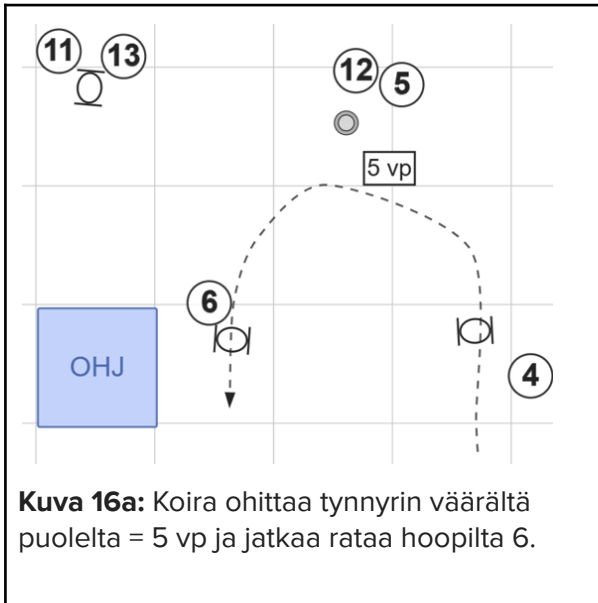 11 13
12 5
5 vp
6
OHJ
4
Kuva 16a: Koira ohittaa tynnyrin väärältä
puolelta = 5 vp ja jatkaa rataa hoopilta 6.